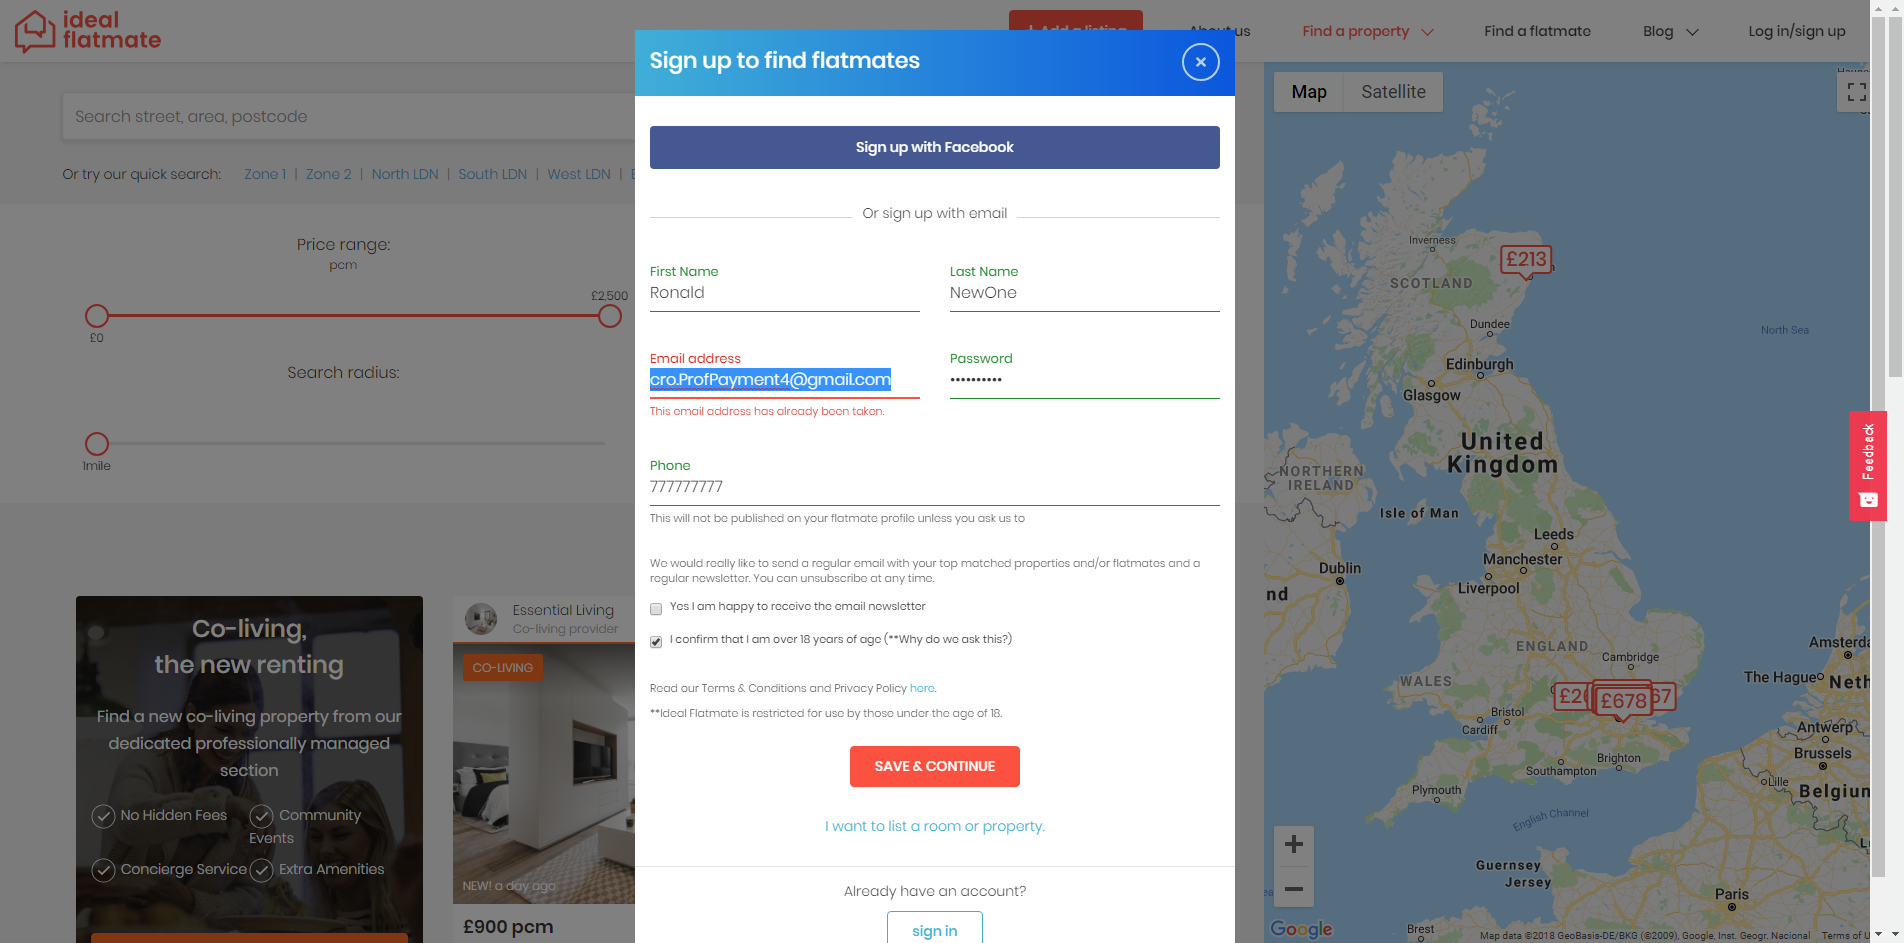 ideal
flatmate
About us
Find a property
Find a flatmate
Blog
Log in/sign up
Search street, area, postcode
Or try our quick search: Zone 1 | Zone 2 | North LDN | South LDN | West LDN |
Price range:
pcm
£2,500
£0
Search radius:
1mile
Co-living,
the new renting
Find a new co-living property from our
dedicated professionally managed
section
No Hidden Fees
Community
Events
Concierge Service
Extra Amenities
Essential Living
Co-living provider
CO-LIVING
NEW! a day ago
£900 pcm
Sign up to find flatmates
×
Sign up with Facebook
Or sign up with email
First Name
Ronald
Last Name
NewOne
Email address
cro.ProfPayment4@gmail.com
This email address has already been taken.
Password
••••••••••
Phone
777777777
This will not be published on your flatmate profile unless you ask us to
We would really like to send a regular email with your top matched properties and/or flatmates and a
regular newsletter. You can unsubscribe at any time.
Yes I am happy to receive the email newsletter
I confirm that I am over 18 years of age (**Why do we ask this?)
Read our Terms & Conditions and Privacy Policy here.
**Ideal Flatmate is restricted for use by those under the age of 18.
SAVE & CONTINUE
I want to list a room or property.
Already have an account?
sign in
Map
Satellite
Inverness
£213
SCOTLAND
Dundee
North Sea
Edinburgh
Glasgow
United
Kingdom
NORTHERN
IRELAND
Isle of Man
Leeds
Manchester
Dublin
Liverpool
nd
ENGLAND
Cambridge
Amsterda
WALES
The Hague
Neth
£678
67
Bristol
Cardiff
Antwerp
Brighton
Brussels
Southampton
Lille
Plymouth
Belgiun
English Channel
Guernsey
Jersey
Paris
Brest
Google
Map data ©2018 GeoBasis-DE/BKG (©2009), Google, Inst. Geogr. Nacional
Terms of U
Feedback